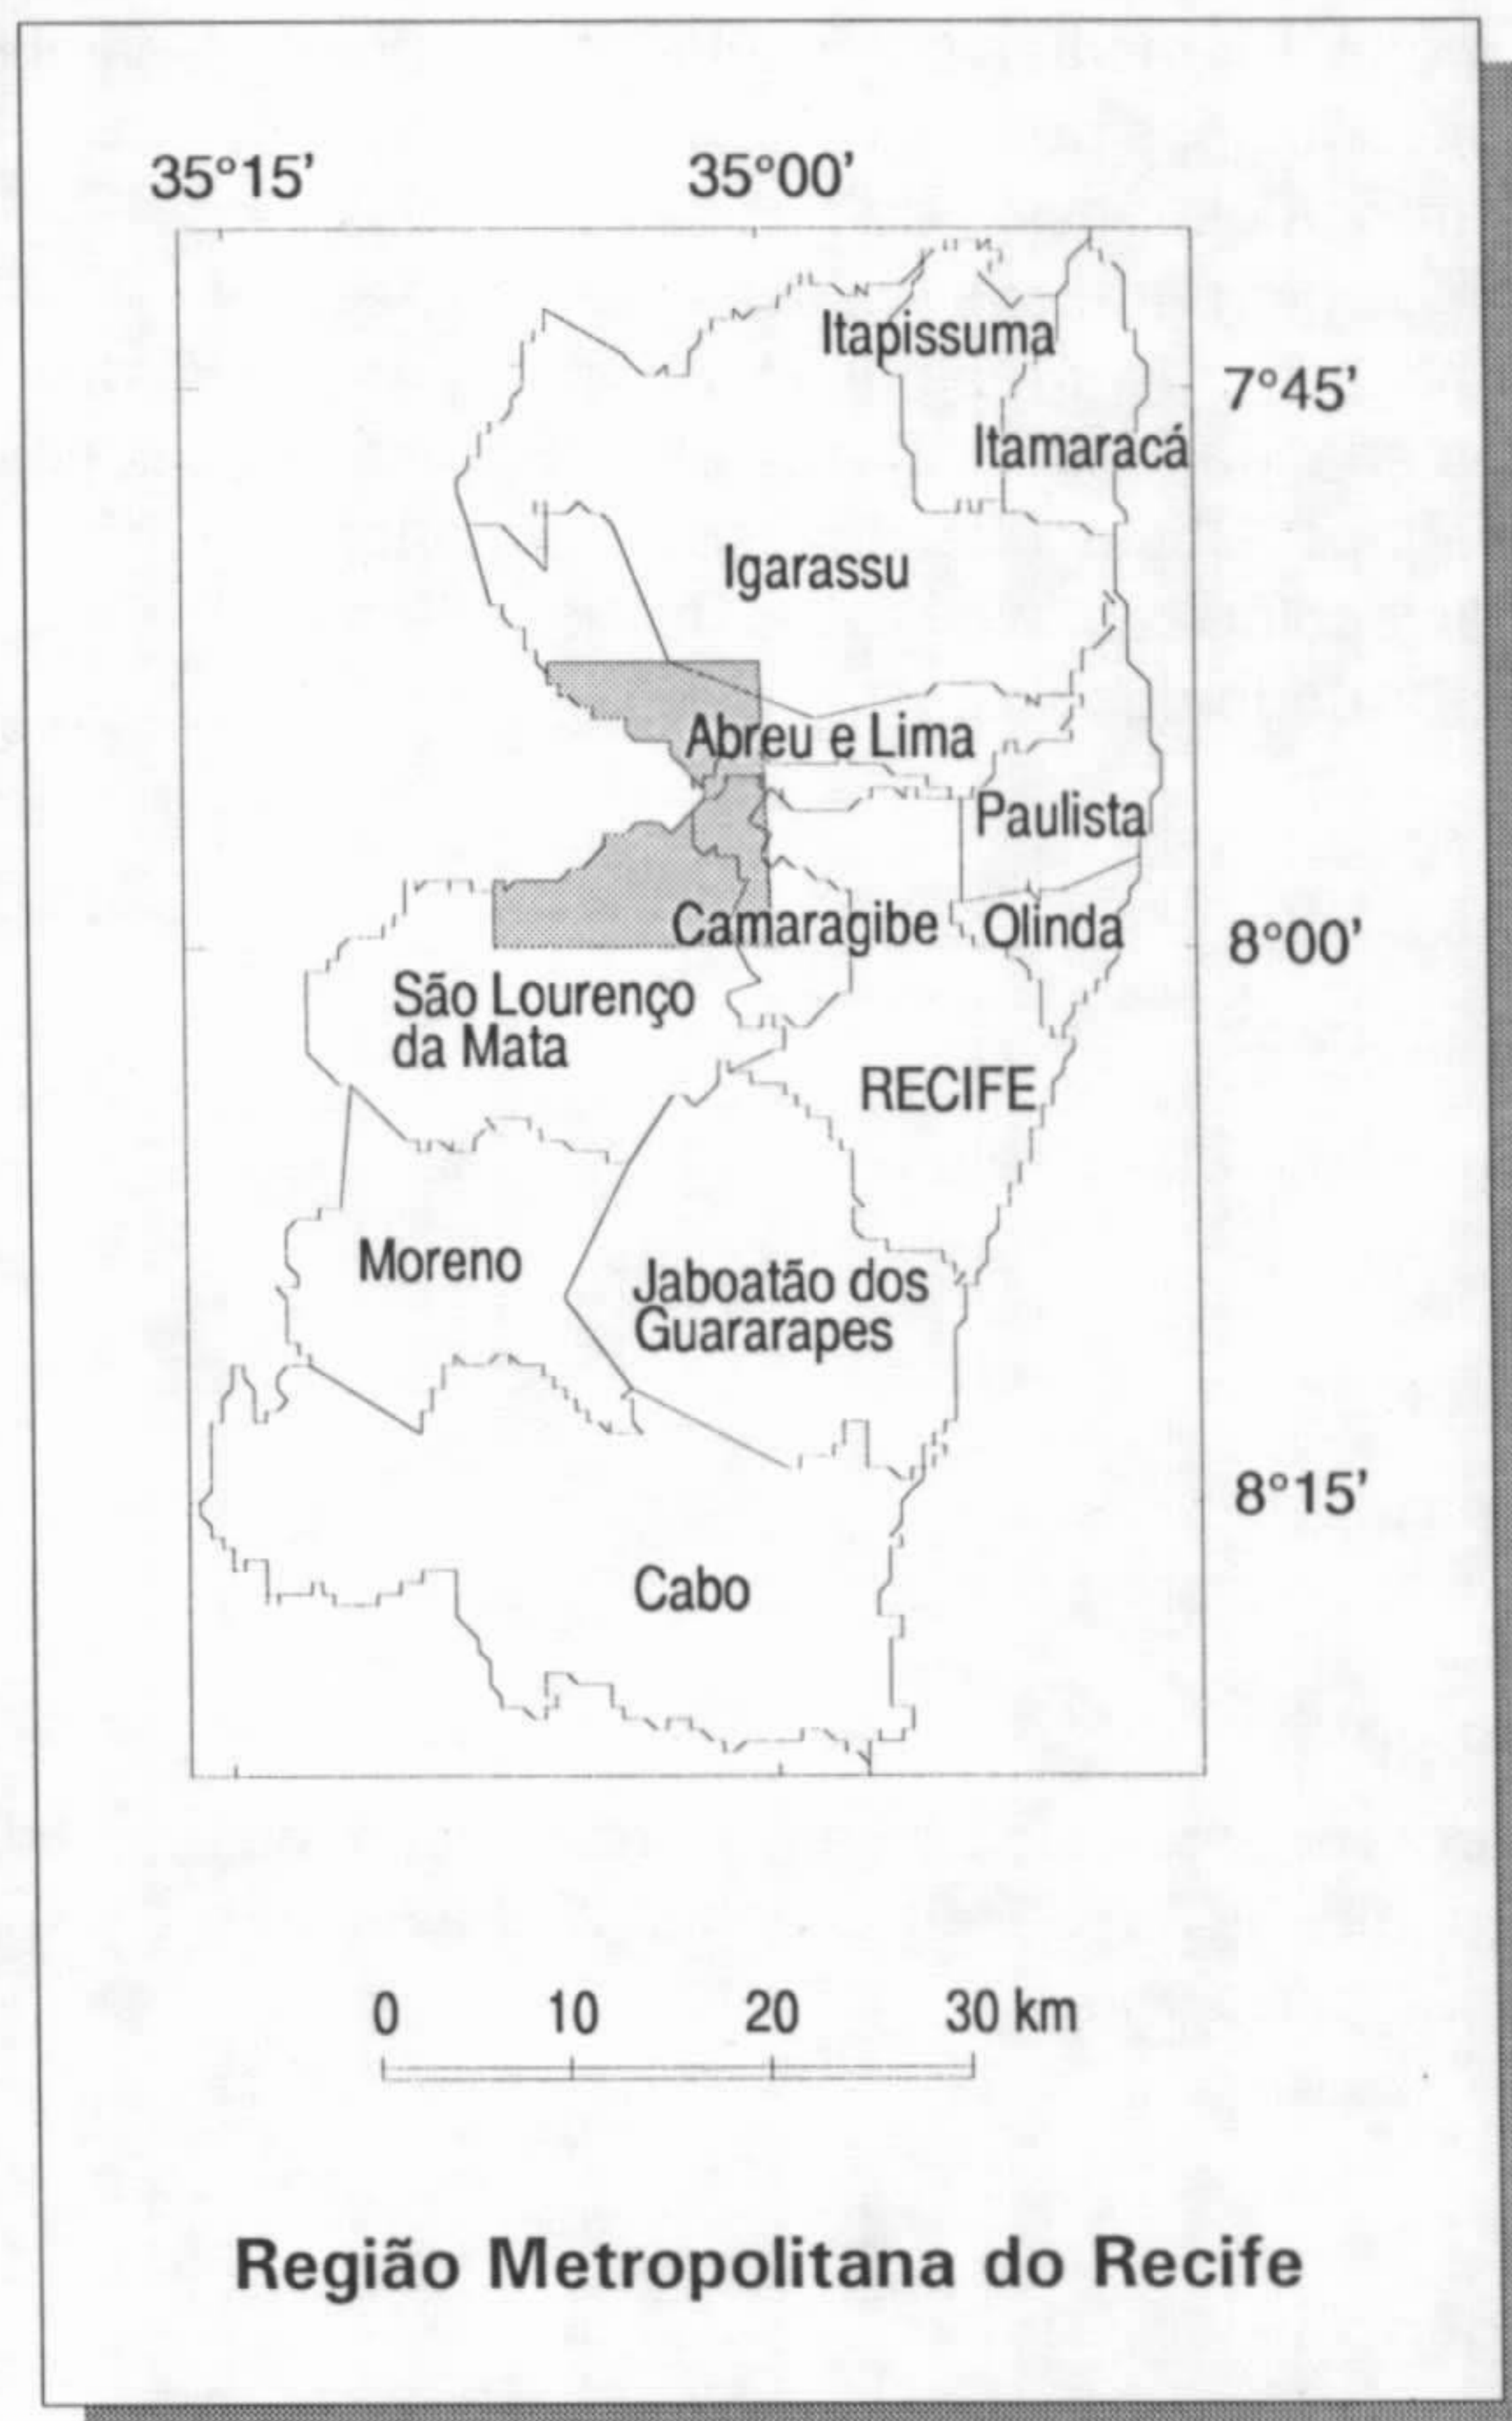 35°15' 35°00'
Itapissuma
7°45'
Itamaracá
Igarassu
Abreu e Lima
Paulista
Camaragibe
Olinda
8°00'
São Lourenço
da Mata
RECIFE
Moreno
Jaboatão dos
Guararapes
8°15'
Cabo
0 10 20 30 km
Região Metropolitana do Recife